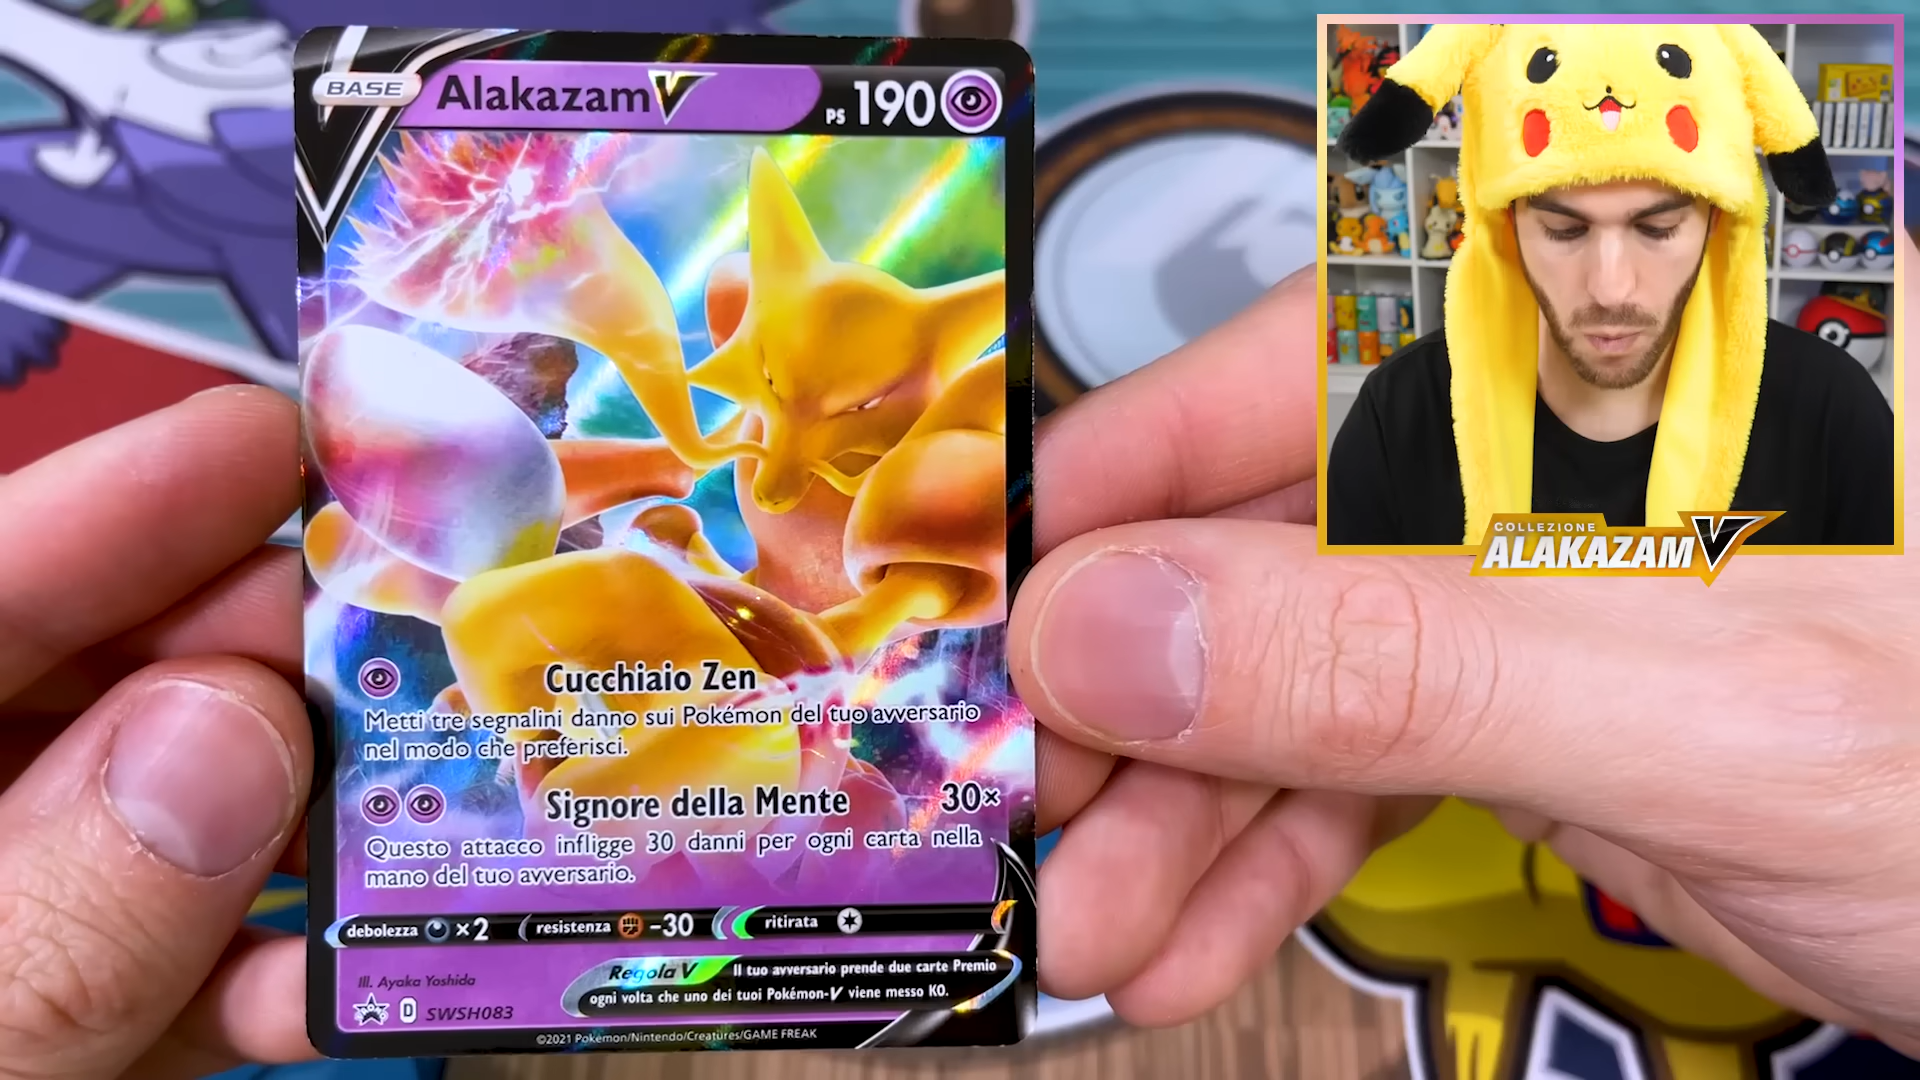 BASE
Alakazam V
PS 190
Cucchiaio Zen
Metti tre segnalini danno sui Pokémon del tuo avversario
nel modo che preferisci.
Signore della Mente 30×
Questo attacco infligge 30 danni per ogni carta nella
mano del tuo avversario.
debolezza ×2 resistenza -30 ritirata
Ill. Ayaka Yoshida
Regola V Il tuo avversario prende due carte Premio
ogni volta che uno dei tuoi Pokémon-V viene messo KO.
D SWSH083
©2021 Pokémon/Nintendo/Creatures/GAME FREAK
COLLEZIONE
ALAKAZAM V